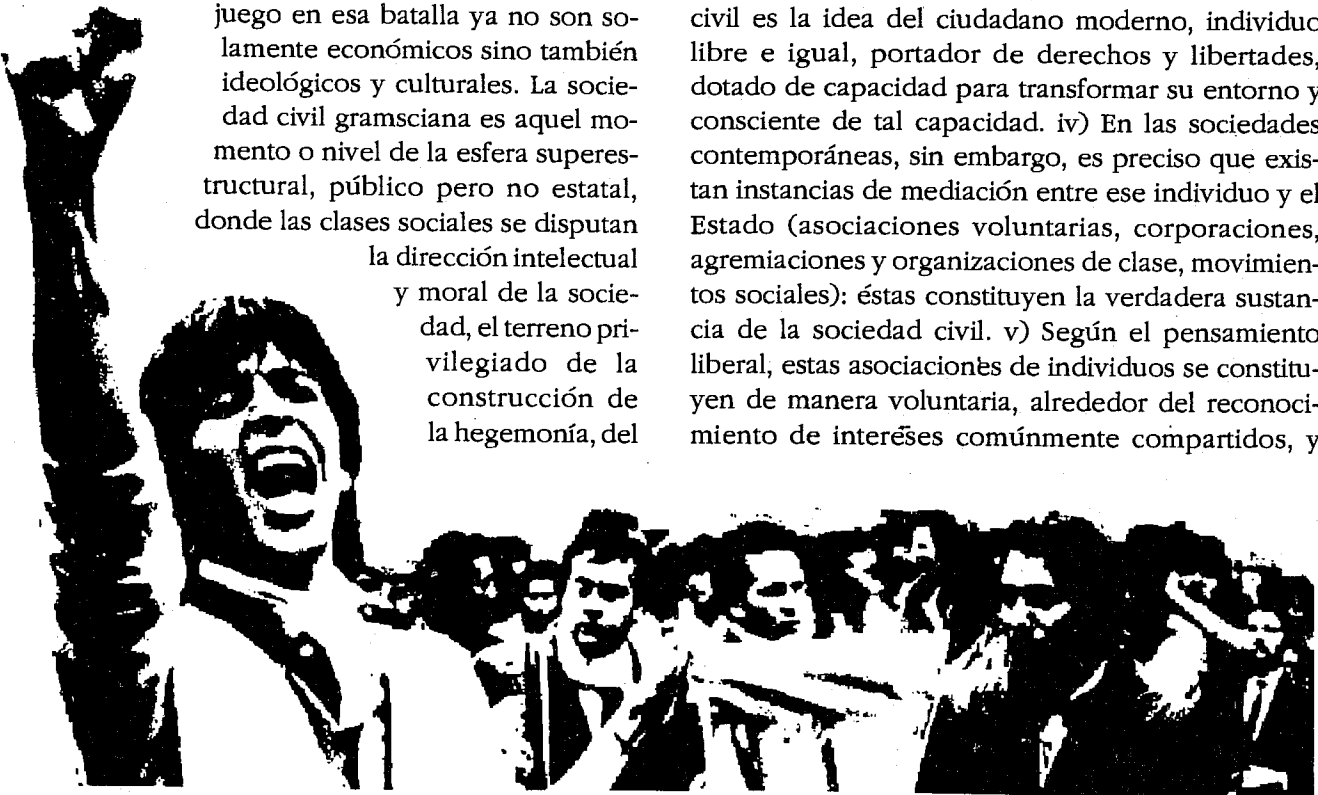 juego en esa batalla ya no son so-
lamente económicos sino también
ideológicos y culturales. La socie-
dad civil gramsciana es aquel mo-
mento o nivel de la esfera superes-
tructural, público pero no estatal,
donde las clases sociales se disputan
la dirección intelectual
y moral de la socie-
dad, el terreno pri-
vilegiado de la
construcción de
la hegemonía, del
civil es la idea del ciudadano moderno, individuo
libre e igual, portador de derechos y libertades,
dotado de capacidad para transformar su entorno y
consciente de tal capacidad. iv) En las sociedades
contemporáneas, sin embargo, es preciso que exis-
tan instancias de mediación entre ese individuo y el
Estado (asociaciones voluntarias, corporaciones,
agremiaciones y organizaciones de clase, movimien-
tos sociales): éstas constituyen la verdadera sustan-
cia de la sociedad civil. v) Según el pensamiento
liberal, estas asociaciones de individuos se constitu-
yen de manera voluntaria, alrededor del reconoci-
miento de intereses comúnmente compartidos, y